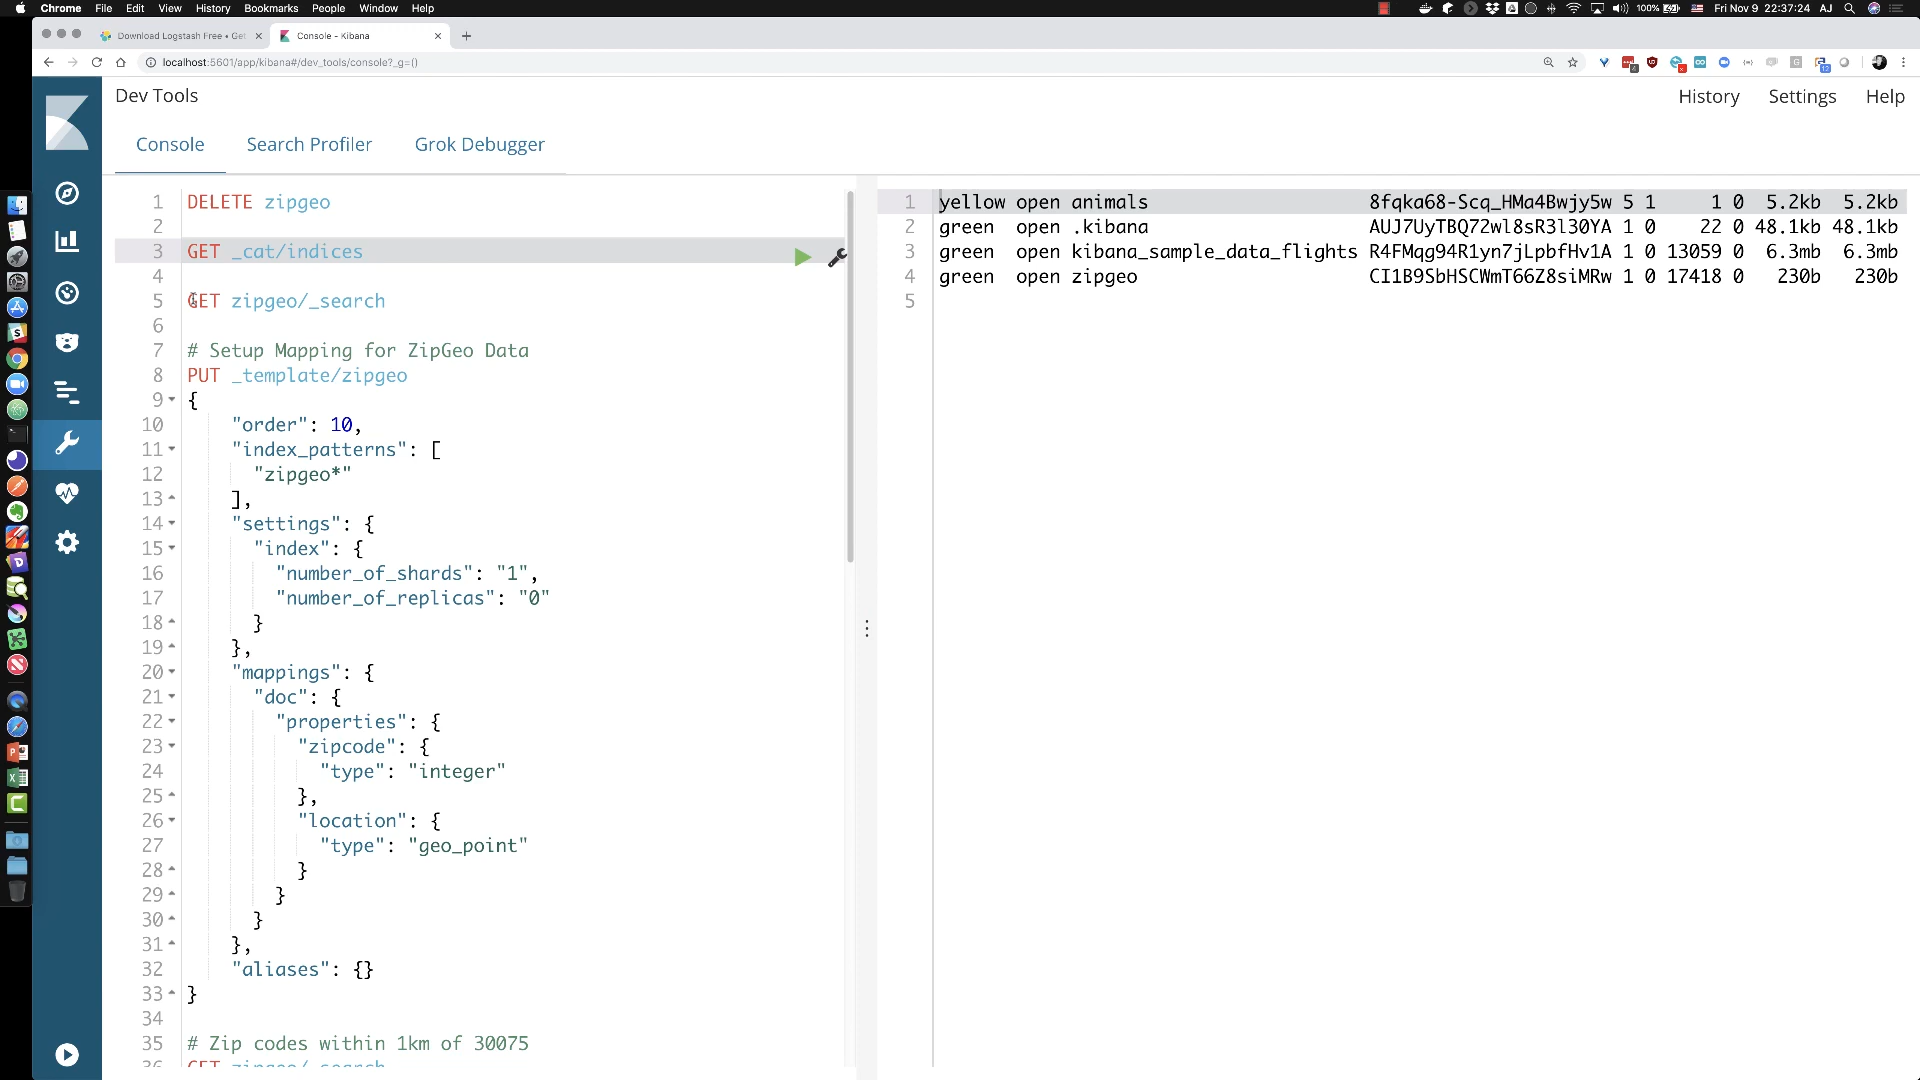 Chrome File Edit View History Bookmarks People Window Help
100% Fri Nov 9 22:37:24 AJ
Download Logstash Free • Get
Console - Kibana
localhost:5601/app/kibana#/dev_tools/console?_g=()
Dev Tools
History Settings Help
Console Search Profiler Grok Debugger
1 DELETE zipgeo
2
3 GET _cat/indices
4
5 GET zipgeo/_search
6
7 # Setup Mapping for ZipGeo Data
8 PUT _template/zipgeo
9 {
10 "order": 10,
11 "index_patterns": [
12 "zipgeo*"
13 ],
14 "settings": {
15 "index": {
16 "number_of_shards": "1",
17 "number_of_replicas": "0"
18 }
19 },
20 "mappings": {
21 "doc": {
22 "properties": {
23 "zipcode": {
24 "type": "integer"
25 },
26 "location": {
27 "type": "geo_point"
28 }
29 }
30 }
31 },
32 "aliases": {}
33 }
34
35 # Zip codes within 1km of 30075
36 GET zipgeo/_search
1 yellow open animals 8fqka68-Scq_HMa4Bwjy5w 5 1 1 0 5.2kb 5.2kb
2 green open .kibana AUJ7UyTBQ72wl8sR3l30YA 1 0 22 0 48.1kb 48.1kb
3 green open kibana_sample_data_flights R4FMqg94R1yn7jLpbfHv1A 1 0 13059 0 6.3mb 6.3mb
4 green open zipgeo CI1B9SbHSCWmT66Z8siMRw 1 0 17418 0 230b 230b
5